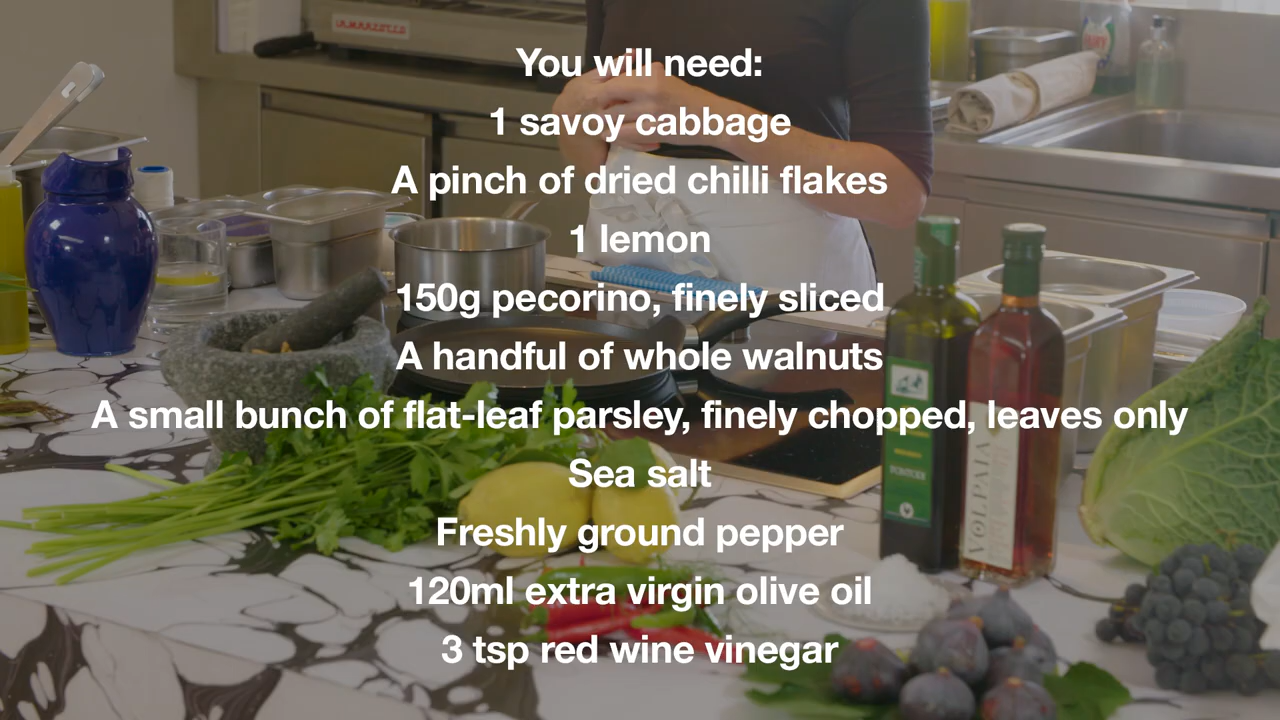 You will need:
1 savoy cabbage
A pinch of dried chilli flakes
1 lemon
150g pecorino, finely sliced
A handful of whole walnuts
A small bunch of flat-leaf parsley, finely chopped, leaves only
Sea salt
Freshly ground pepper
120ml extra virgin olive oil
3 tsp red wine vinegar
VOLPAIA